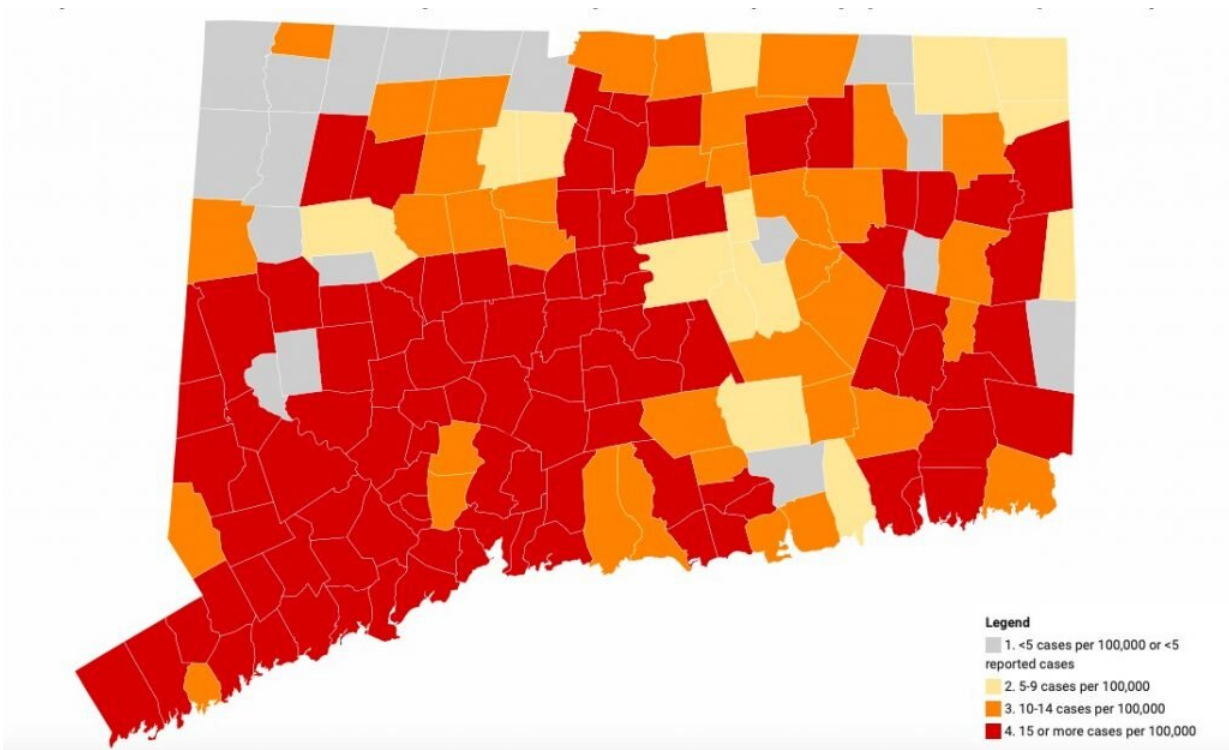 Legend
1. <5 cases per 100,000 or <5
reported cases
2. 5-9 cases per 100,000
3. 10-14 cases per 100,000
4. 15 or more cases per 100,000